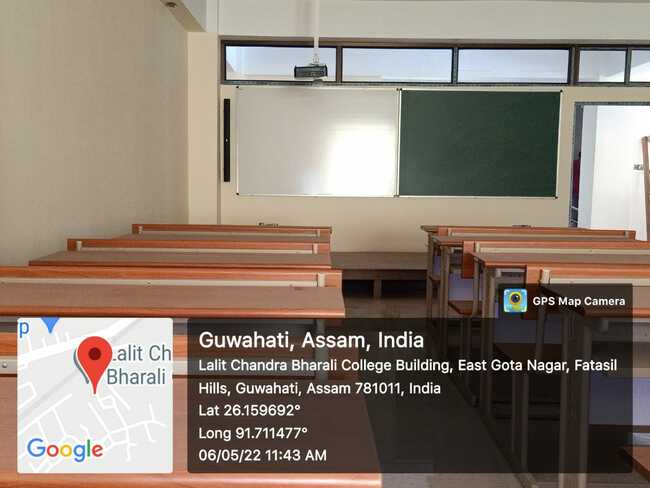 GPS Map Camera
P
Lalit Ch
Bharali
Google
Guwahati, Assam, India
Lalit Chandra Bharali College Building, East Gota Nagar, Fatasil
Hills, Guwahati, Assam 781011, India
Lat 26.159692°
Long 91.711477°
06/05/22 11:43 AM